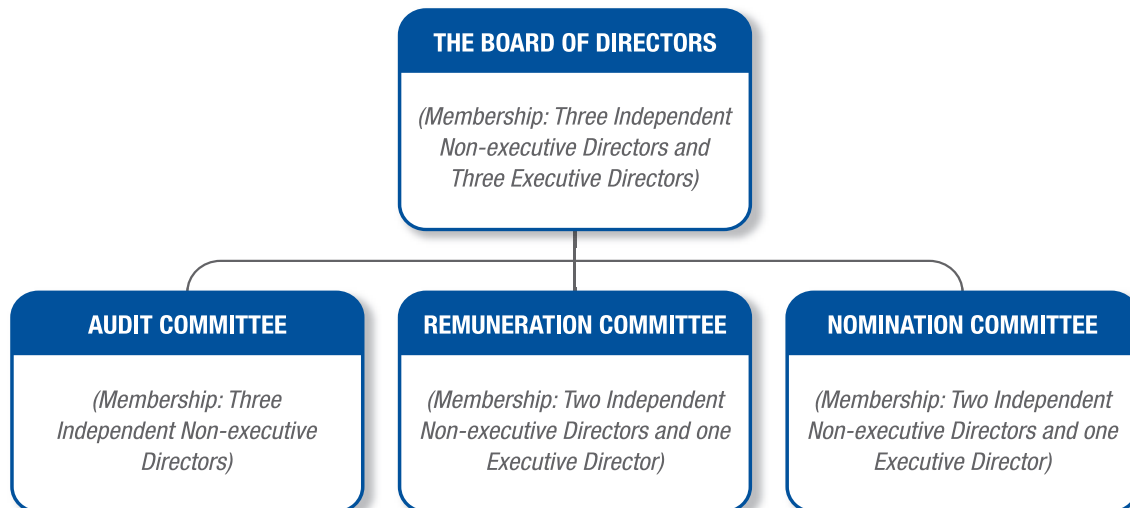 THE BOARD OF DIRECTORS
(Membership: Three Independent
Non-executive Directors and
Three Executive Directors)
AUDIT COMMITTEE
(Membership: Three
Independent Non-executive
Directors)
REMUNERATION COMMITTEE
(Membership: Two Independent
Non-executive Directors and one
Executive Director)
NOMINATION COMMITTEE
(Membership: Two Independent
Non-executive Directors and one
Executive Director)